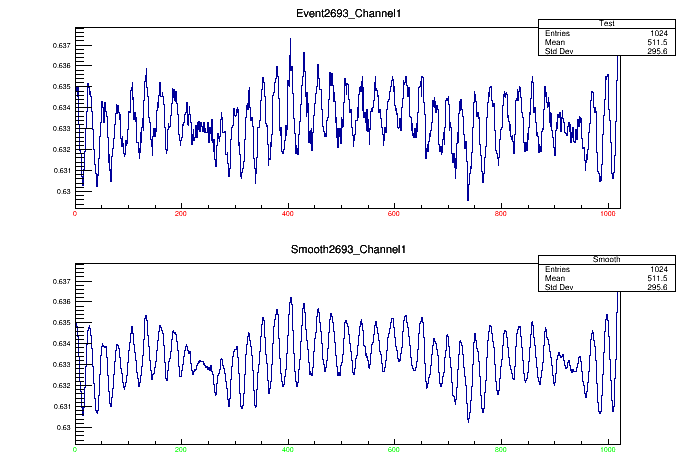 Event2693_Channel1
Test
Entries 1024
Mean 511.5
Std Dev 295.6
0.637
0.636
0.635
0.634
0.633
0.632
0.631
0.63
0 200 400 600 800 1000
Smooth2693_Channel1
Smooth
Entries 1024
Mean 511.5
Std Dev 295.6
0.637
0.636
0.635
0.634
0.633
0.632
0.631
0.63
0 200 400 600 800 1000